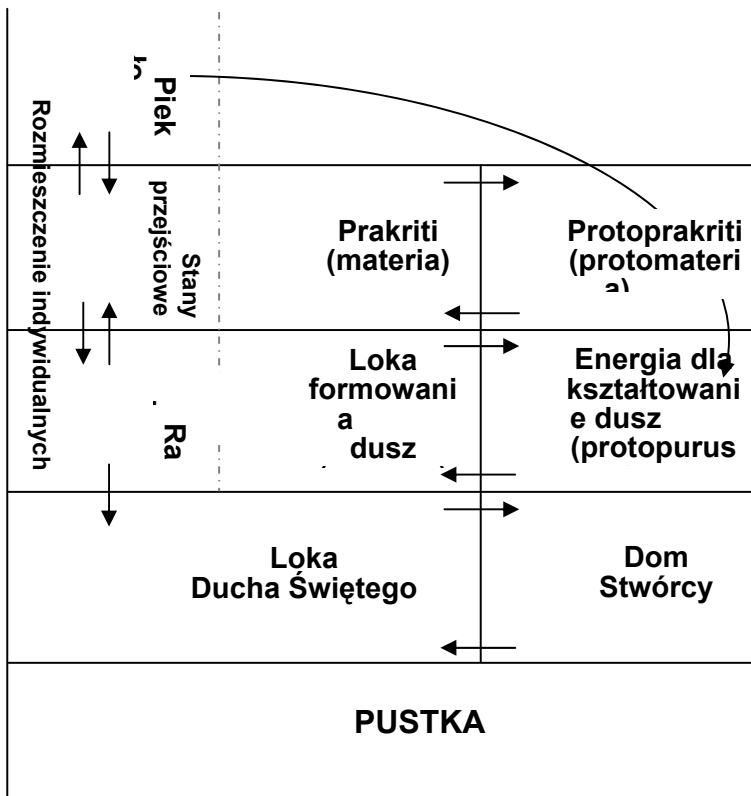 Piek
Rozmieszczenie indywidualnych
Stany
przejściowe
Prakriti
(materia)
Protoprakriti
(protomateri
a)
Loka
formowani
a
dusz
Energia dla
kształtowani
e dusz
(protopurus
. Ra
Loka
Ducha Świętego
Dom
Stwórcy
PUSTKA